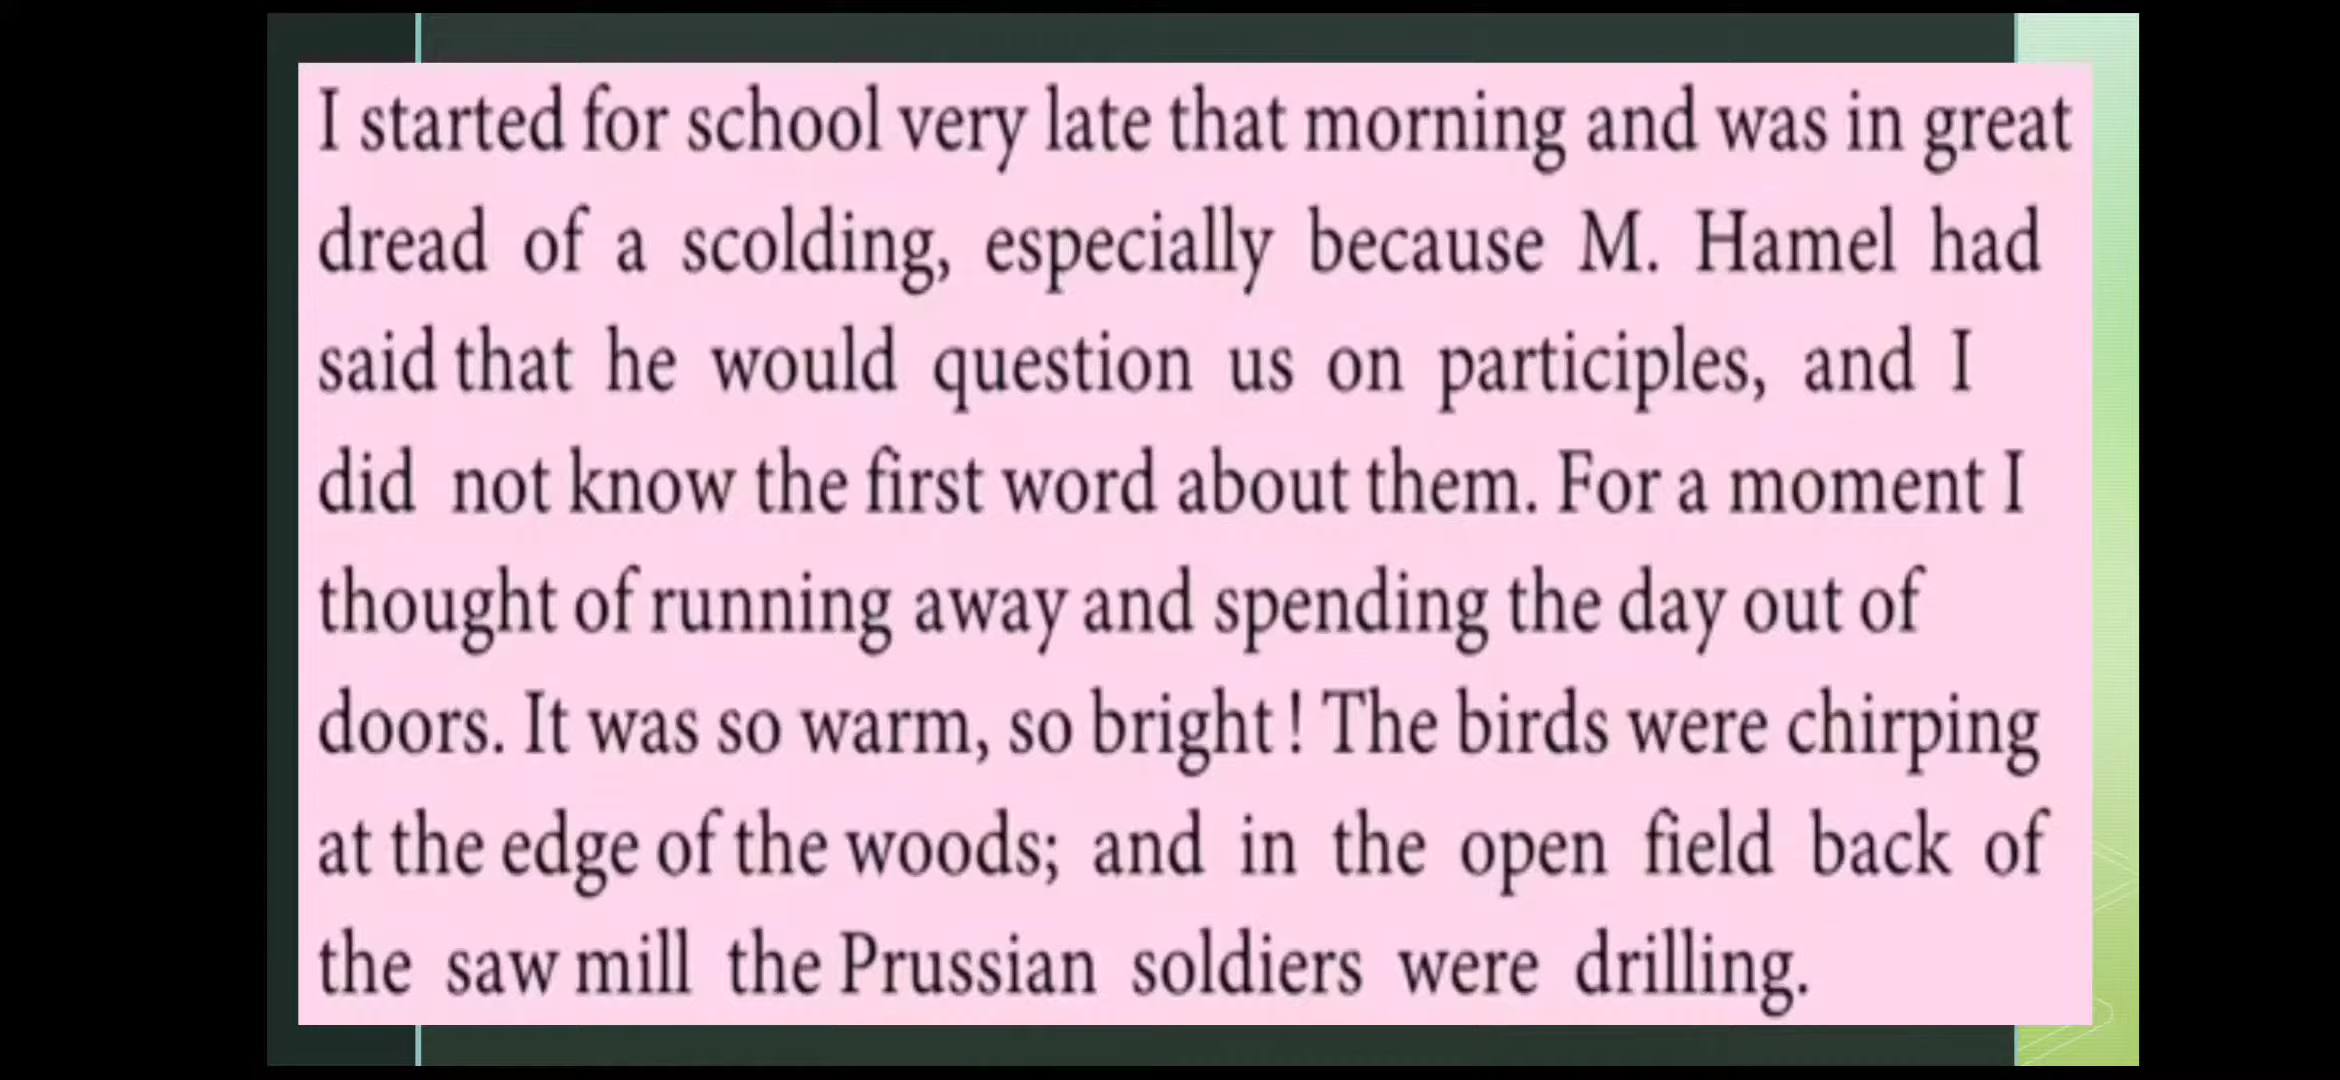 I started for school very late that morning and was in great
dread of a scolding, especially because M. Hamel had
said that he would question us on participles, and I
did not know the first word about them. For a moment I
thought of running away and spending the day out of
doors. It was so warm, so bright ! The birds were chirping
at the edge of the woods; and in the open field back of
the saw mill the Prussian soldiers were drilling.